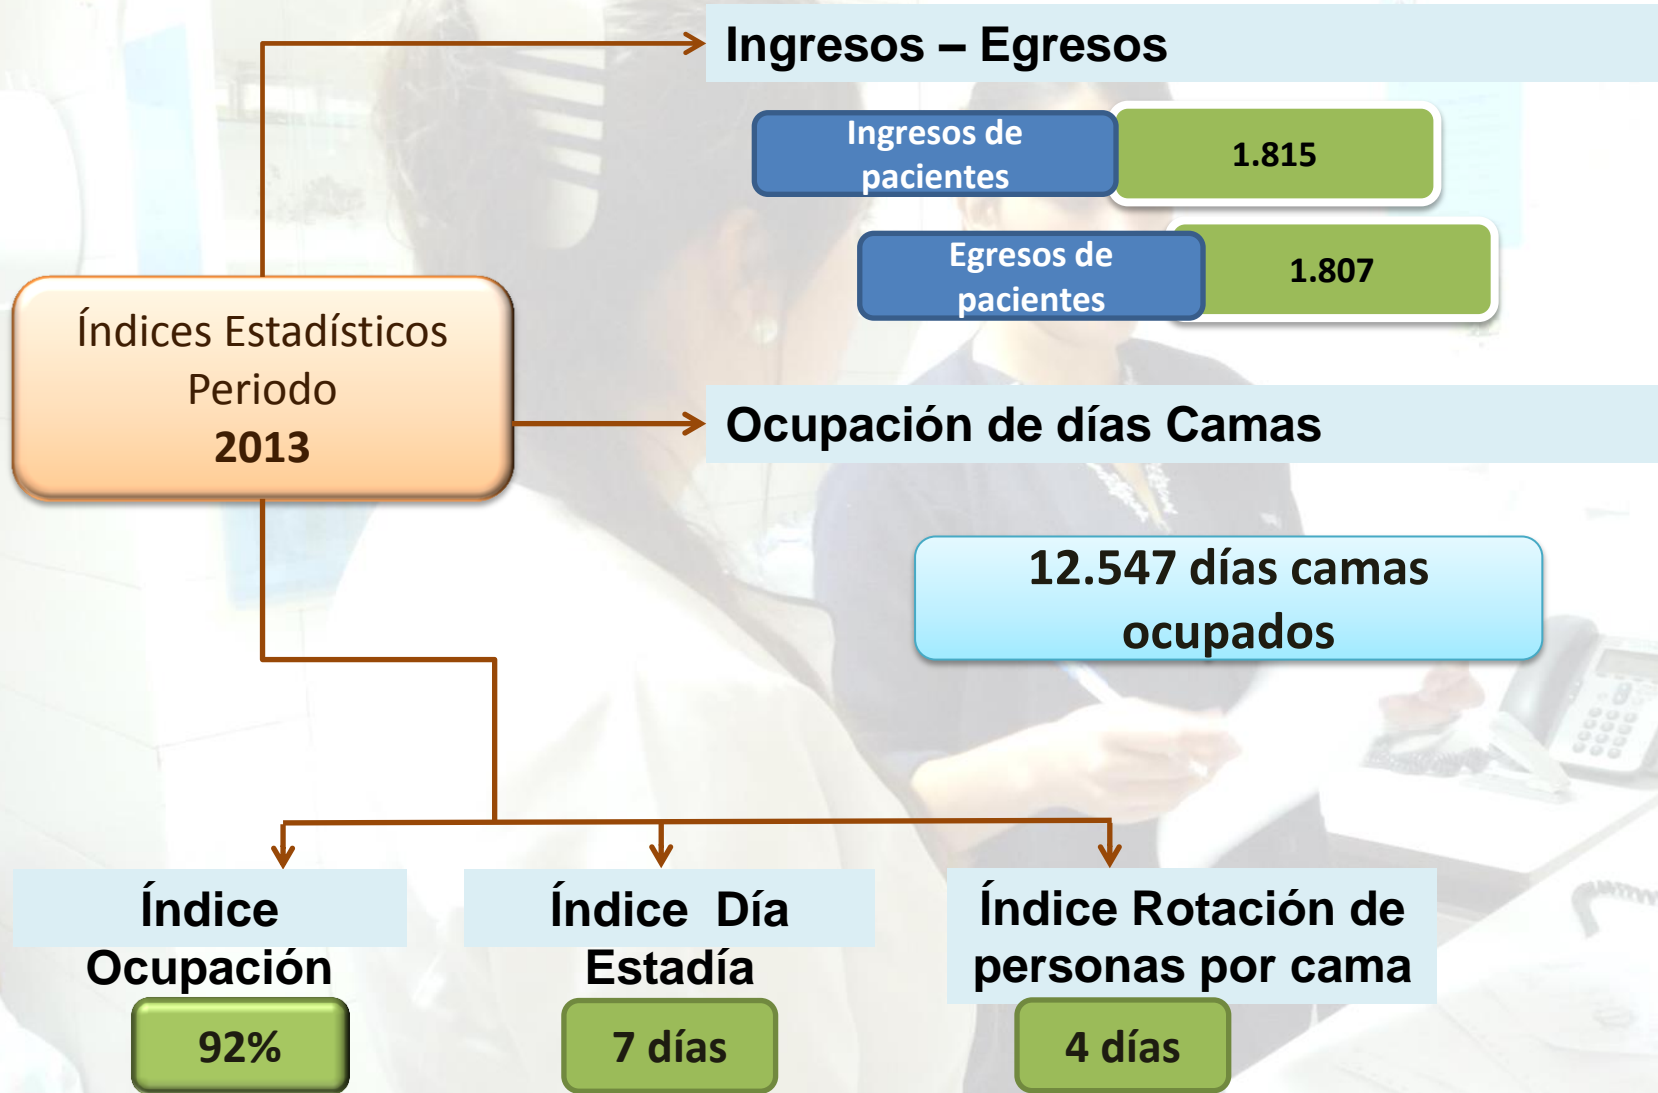 Ingresos – Egresos
Ingresos de
pacientes
1.815
Egresos de
pacientes
1.807
Índices Estadísticos
Periodo
2013
Ocupación de días Camas
12.547 días camas
ocupados
Índice
Ocupación
92%
Índice Día
Estadía
7 días
Índice Rotación de
personas por cama
4 días